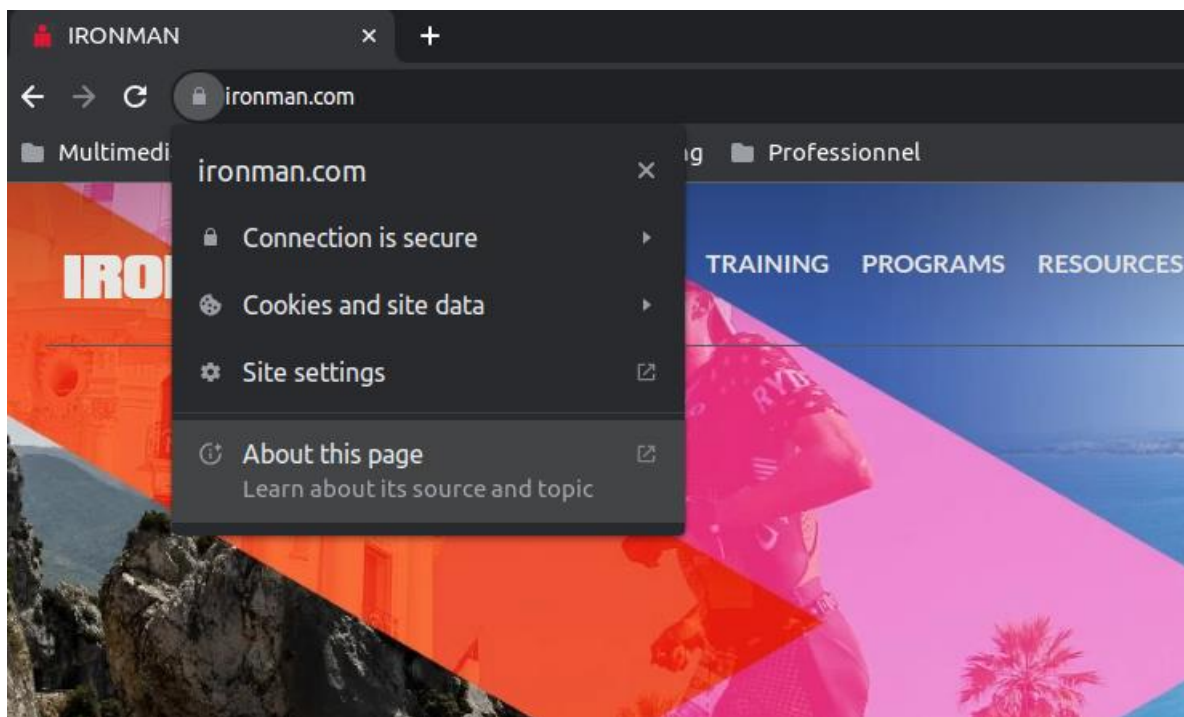 IRONMAN
ironman.com
Multimedi
ng Professionnel
ironman.com
Connection is secure
TRAINING PROGRAMS RESOURCES
IRO
Cookies and site data
Site settings
About this page
Learn about its source and topic
RYD